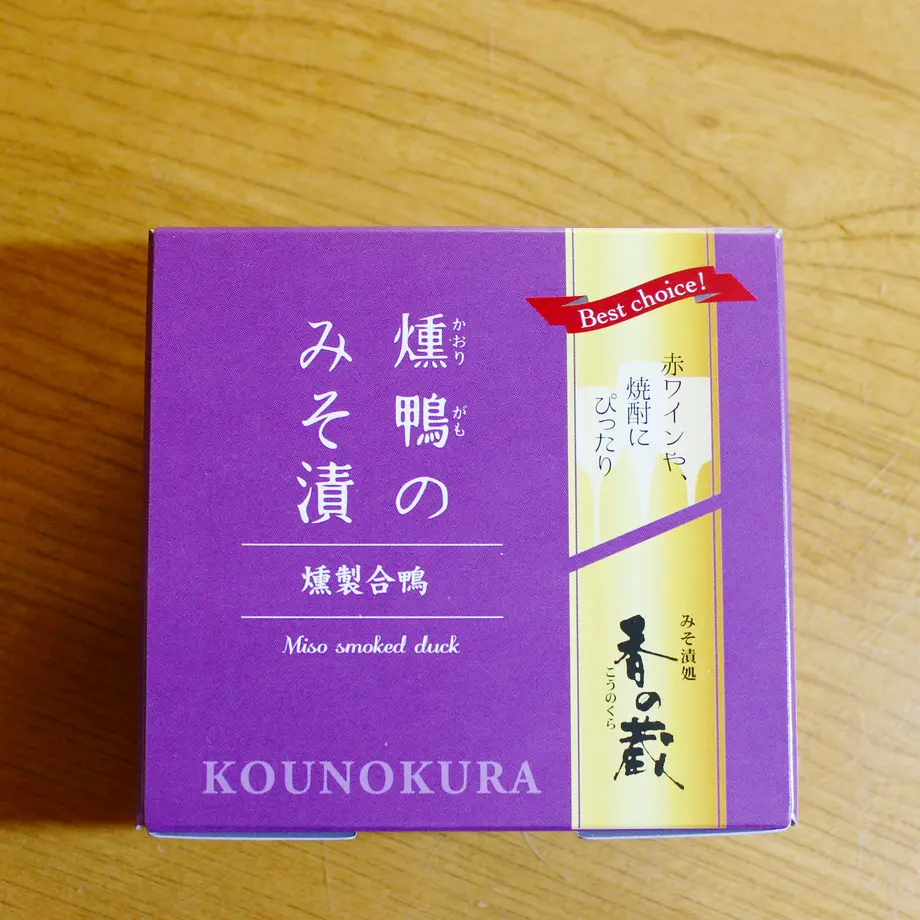 燻鴨の
かおり
がも
みそ漬
燻製合鴨
Miso smoked duck
KOUNOKURA
Best choice!
赤ワインや、
焼酎に
ぴったり
みそ漬処
香の蔵
こうのくら